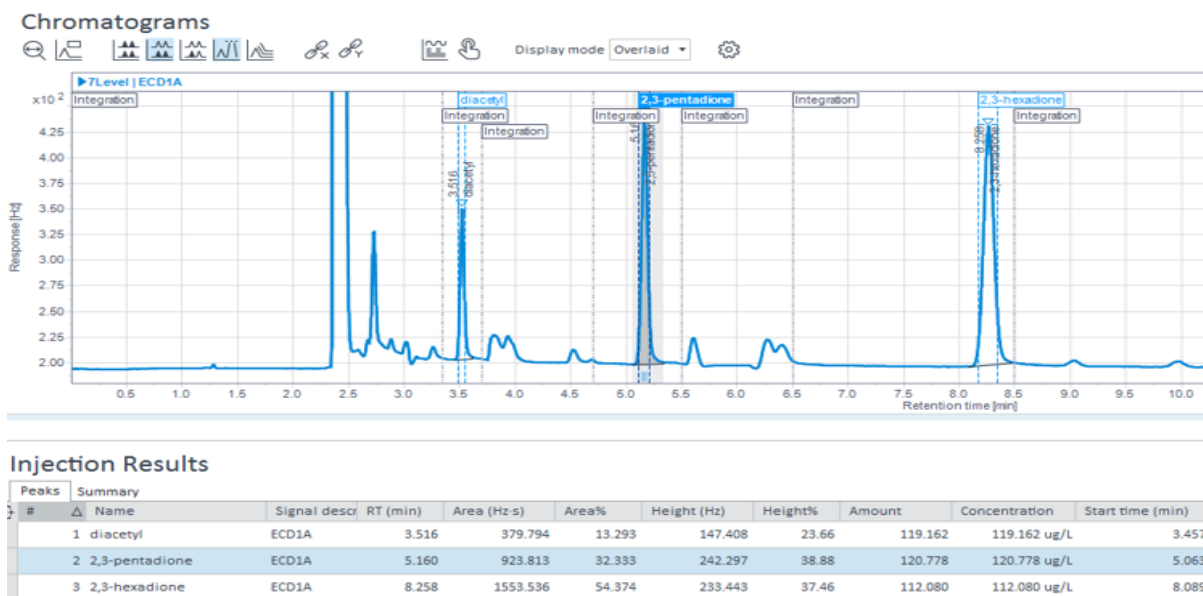 Chromatograms
Display mode Overlaid
7Level | ECD1A
x10 2
Integration diacetyl 2,3-pentadione Integration 2,3-hexadione
Integration Integration Integration Integration
Integration
4.25
4.00
3.75
3.50
3.25
3.00
2.75
2.50
2.25
2.00
Response [Hz]
3.516
diacetyl
5.16
8.258
2,3-hexadione
0.5 1.0 1.5 2.0 2.5 3.0 3.5 4.0 4.5 5.0 5.5 6.0 6.5 7.0 7.5 8.0 8.5 9.0 9.5 10.0
Retention time [min]
Injection Results
Peaks Summary
# Name Signal descr RT (min) Area (Hz·s) Area% Height (Hz) Height% Amount Concentration Start time (min)
1 diacetyl ECD1A 3.516 379.794 13.293 147.408 23.66 119.162 119.162 ug/L 3.457
2 2,3-pentadione ECD1A 5.160 923.813 32.333 242.297 38.88 120.778 120.778 ug/L 5.063
3 2,3-hexadione ECD1A 8.258 1553.536 54.374 233.443 37.46 112.080 112.080 ug/L 8.089